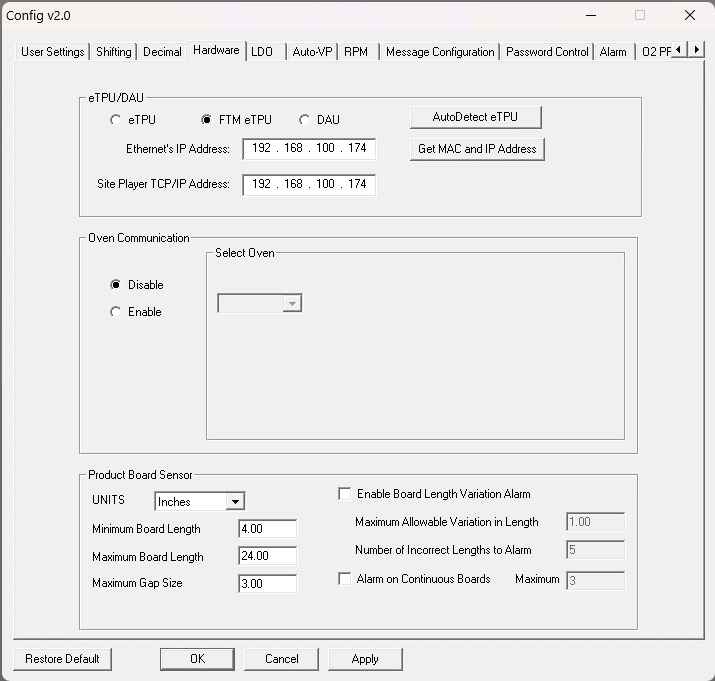 Config v2.0
User Settings Shifting Decimal Hardware LDO Auto-VP RPM Message Configuration Password Control Alarm O2 PP
eTPU/DAU
eTPU FTM eTPU DAU AutoDetect eTPU
Ethernet's IP Address: 192 . 168 . 100 . 174 Get MAC and IP Address
Site Player TCP/IP Address: 192 . 168 . 100 . 174
Oven Communication
Select Oven
Disable
Enable
Product Board Sensor
UNITS Inches Enable Board Length Variation Alarm
Minimum Board Length 4.00 Maximum Allowable Variation in Length 1.00
Maximum Board Length 24.00 Number of Incorrect Lengths to Alarm 5
Maximum Gap Size 3.00 Alarm on Continuous Boards Maximum 3
Restore Default OK Cancel Apply